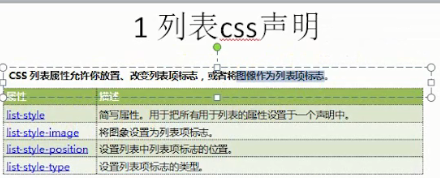 1 列表css声明
CSS 列表属性允许你放置、改变列表项标志，或者将图像作为列表项标志。
属性 描述
list-style 简写属性。用于把所有用于列表的属性设置于一个声明中。
list-style-image 将图象设置为列表项标志。
list-style-position 设置列表中列表项标志的位置。
list-style-type 设置列表项标志的类型。